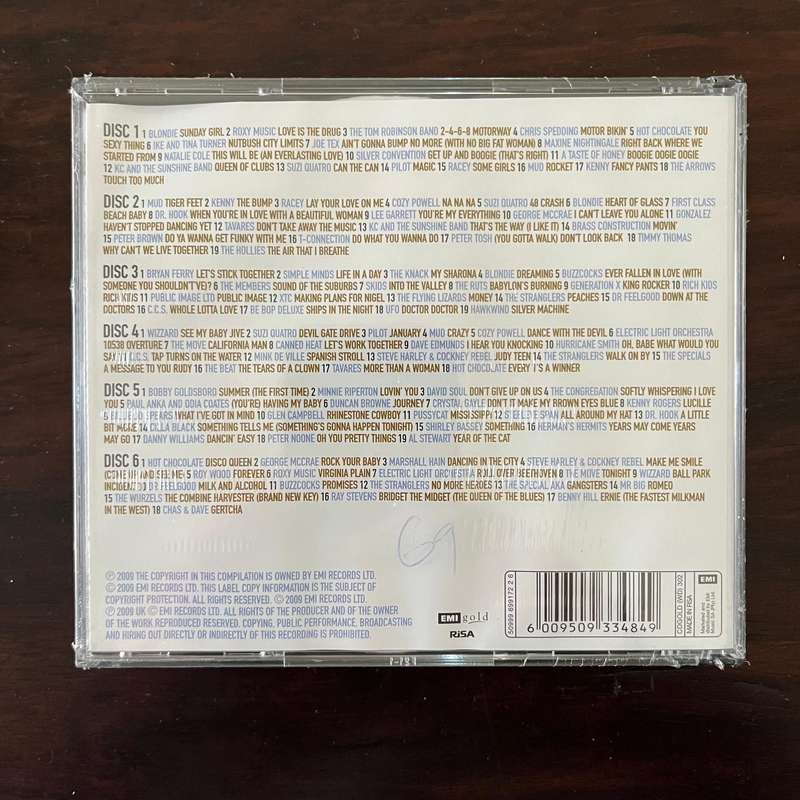 DISC 1 1 BLONDIE SUNDAY GIRL 2 ROXY MUSIC LOVE IS THE DRUG 3 THE TOM ROBINSON BAND 2-4-6-8 MOTORWAY 4 CHRIS SPEDDING MOTOR BIKIN' 5 HOT CHOCOLATE YOU
SEXY THING 6 IKE AND TINA TURNER NUTBUSH CITY LIMITS 7 JOE TEX AIN'T GONNA BUMP NO MORE (WITH NO BIG FAT WOMAN) 8 MAXINE NIGHTINGALE RIGHT BACK WHERE WE
STARTED FROM 9 NATALIE COLE THIS WILL BE (AN EVERLASTING LOVE) 10 SILVER CONVENTION GET UP AND BOOGIE (THAT'S RIGHT) 11 A TASTE OF HONEY BOOGIE OOGIE OOGIE
12 KC AND THE SUNSHINE BAND QUEEN OF CLUBS 13 SUZI QUATRO CAN THE CAN 14 PILOT MAGIC 15 RACEY SOME GIRLS 16 MUD ROCKET 17 KENNY FANCY PANTS 18 THE ARROWS
TOUCH TOO MUCH
DISC 2 1 MUD TIGER FEET 2 KENNY THE BUMP 3 RACEY LAY YOUR LOVE ON ME 4 COZY POWELL NA NA NA 5 SUZI QUATRO 48 CRASH 6 BLONDIE HEART OF GLASS 7 FIRST CLASS
BEACH BABY 8 DR. HOOK WHEN YOU'RE IN LOVE WITH A BEAUTIFUL WOMAN 9 LEE GARRETT YOU'RE MY EVERYTHING 10 GEORGE MCCRAE I CAN'T LEAVE YOU ALONE 11 GONZALEZ
HAVEN'T STOPPED DANCING YET 12 TAVARES DON'T TAKE AWAY THE MUSIC 13 KC AND THE SUNSHINE BAND THAT'S THE WAY (I LIKE IT) 14 BRASS CONSTRUCTION MOVIN'
15 PETER BROWN DO YA WANNA GET FUNKY WITH ME 16 T-CONNECTION DO WHAT YOU WANNA DO 17 PETER TOSH (YOU GOTTA WALK) DON'T LOOK BACK 18 TIMMY THOMAS
WHY CAN'T WE LIVE TOGETHER 19 THE HOLLIES THE AIR THAT I BREATHE
DISC 3 1 BRYAN FERRY LET'S STICK TOGETHER 2 SIMPLE MINDS LIFE IN A DAY 3 THE KNACK MY SHARONA 4 BLONDIE DREAMING 5 BUZZCOCKS EVER FALLEN IN LOVE (WITH
SOMEONE YOU SHOULDN'T'VE)? 6 THE MEMBERS SOUND OF THE SUBURBS 7 SKIDS INTO THE VALLEY 8 THE RUTS BABYLON'S BURNING 9 GENERATION X KING ROCKER 10 RICH KIDS
RICH KIDS 11 PUBLIC IMAGE LTD PUBLIC IMAGE 12 XTC MAKING PLANS FOR NIGEL 13 THE FLYING LIZARDS MONEY 14 THE STRANGLERS PEACHES 15 DR FEELGOOD DOWN AT THE
DOCTORS 16 C.C.S. WHOLE LOTTA LOVE 17 BE BOP DELUXE SHIPS IN THE NIGHT 18 UFO DOCTOR DOCTOR 19 HAWKWIND SILVER MACHINE
DISC 4 1 WIZZARD SEE MY BABY JIVE 2 SUZI QUATRO DEVIL GATE DRIVE 3 PILOT JANUARY 4 MUD CRAZY 5 COZY POWELL DANCE WITH THE DEVIL 6 ELECTRIC LIGHT ORCHESTRA
10538 OVERTURE 7 THE MOVE CALIFORNIA MAN 8 CANNED HEAT LET'S WORK TOGETHER 9 DAVE EDMUNDS I HEAR YOU KNOCKING 10 HURRICANE SMITH OH, BABE WHAT WOULD YOU
SAY 11 C.C.S. TAP TURNS ON THE WATER 12 MINK DE VILLE SPANISH STROLL 13 STEVE HARLEY & COCKNEY REBEL JUDY TEEN 14 THE STRANGLERS WALK ON BY 15 THE SPECIALS
A MESSAGE TO YOU RUDY 16 THE BEAT THE TEARS OF A CLOWN 17 TAVARES MORE THAN A WOMAN 18 HOT CHOCOLATE EVERY 1'S A WINNER
DISC 5 1 BOBBY GOLDSBORO SUMMER (THE FIRST TIME) 2 MINNIE RIPERTON LOVIN' YOU 3 DAVID SOUL DON'T GIVE UP ON US 4 THE CONGREGATION SOFTLY WHISPERING I LOVE
YOU 5 PAUL ANKA AND ODIA COATES (YOU'RE) HAVING MY BABY 6 DUNCAN BROWNE JOURNEY 7 CRYSTAL GAYLE DON'T IT MAKE MY BROWN EYES BLUE 8 KENNY ROGERS LUCILLE
9 SPEARS WHAT I'VE GOT IN MIND 10 GLEN CAMPBELL RHINESTONE COWBOY 11 PUSSYCAT MISSISSIPPI 12 STEELEYE SPAN ALL AROUND MY HAT 13 DR. HOOK A LITTLE
BIT MORE 14 CILLA BLACK SOMETHING TELLS ME (SOMETHING'S GONNA HAPPEN TONIGHT) 15 SHIRLEY BASSEY SOMETHING 16 HERMAN'S HERMITS YEARS MAY COME YEARS
MAY GO 17 DANNY WILLIAMS DANCIN' EASY 18 PETER NOONE OH YOU PRETTY THINGS 19 AL STEWART YEAR OF THE CAT
DISC 6 1 HOT CHOCOLATE DISCO QUEEN 2 GEORGE MCCRAE ROCK YOUR BABY 3 MARSHALL HAIN DANCING IN THE CITY 4 STEVE HARLEY & COCKNEY REBEL MAKE ME SMILE
(COME UP AND SEE ME) 5 ROY WOOD FOREVER 6 ROXY MUSIC VIRGINIA PLAIN 7 ELECTRIC LIGHT ORCHESTRA ROLL OVER BEETHOVEN 8 THE MOVE TONIGHT 9 WIZZARD BALL PARK
INCIDENT 10 DR FEELGOOD MILK AND ALCOHOL 11 BUZZCOCKS PROMISES 12 THE STRANGLERS NO MORE HEROES 13 THE SPECIAL AKA GANGSTERS 14 MR BIG ROMEO
15 THE WURZELS THE COMBINE HARVESTER (BRAND NEW KEY) 16 RAY STEVENS BRIDGET THE MIDGET (THE QUEEN OF THE BLUES) 17 BENNY HILL ERNIE (THE FASTEST MILKMAN
IN THE WEST) 18 CHAS & DAVE GERTCHA
69
℗ 2009 THE COPYRIGHT IN THIS COMPILATION IS OWNED BY EMI RECORDS LTD.
© 2009 EMI RECORDS LTD. THIS LABEL COPY INFORMATION IS THE SUBJECT OF
COPYRIGHT PROTECTION. ALL RIGHTS RESERVED. © 2009 EMI RECORDS LTD.
℗ 2009 UK © EMI RECORDS LTD. ALL RIGHTS OF THE PRODUCER AND OF THE OWNER
OF THE WORK REPRODUCED RESERVED. COPYING, PUBLIC PERFORMANCE, BROADCASTING
AND HIRING OUT DIRECTLY OR INDIRECTLY OF THIS RECORDING IS PROHIBITED.
EMI gold
RiSA
50999 699172 2 6
6 009509 334849
CDGOLD (WD) 302
MADE IN RSA
EMI